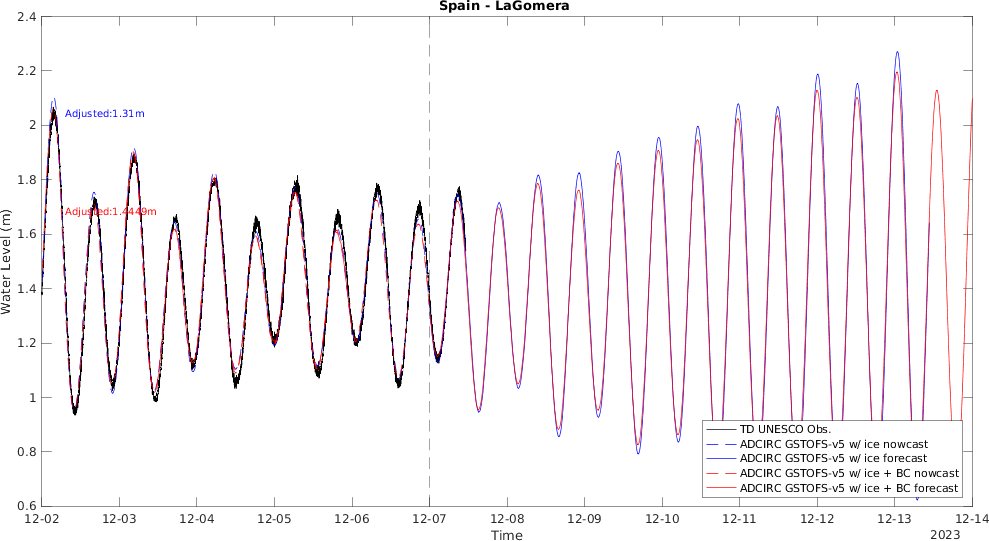 Spain - LaGomera
2.4
2.2
2
1.8
1.6
1.4
1.2
1
0.8
0.6
Water Level (m)
Adjusted:1.31m
Adjusted:1.4449m
TD UNESCO Obs.
ADCIRC GSTOFS-v5 w/ ice nowcast
ADCIRC GSTOFS-v5 w/ ice forecast
ADCIRC GSTOFS-v5 w/ ice + BC nowcast
ADCIRC GSTOFS-v5 w/ ice + BC forecast
12-02 12-03 12-04 12-05 12-06 12-07 12-08 12-09 12-10 12-11 12-12 12-13 12-14
Time
2023